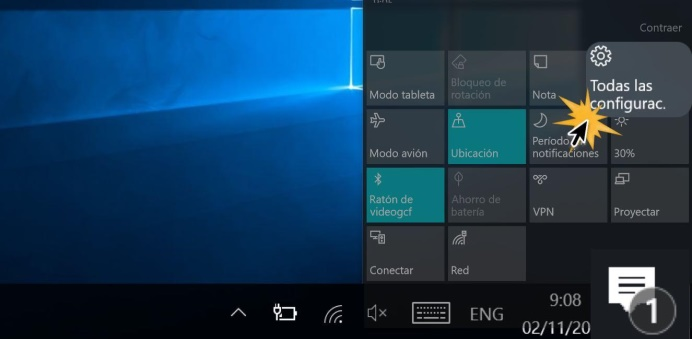 Contraer
Todas las
configurac.
Modo tableta
Bloqueo de
rotación
Nota
Modo avión
Ubicación
Período
notificaciones
30%
Ratón de
videogcf
Ahorro de
batería
VPN
Proyectar
Conectar
Red
ENG
9:08
02/11/20
1